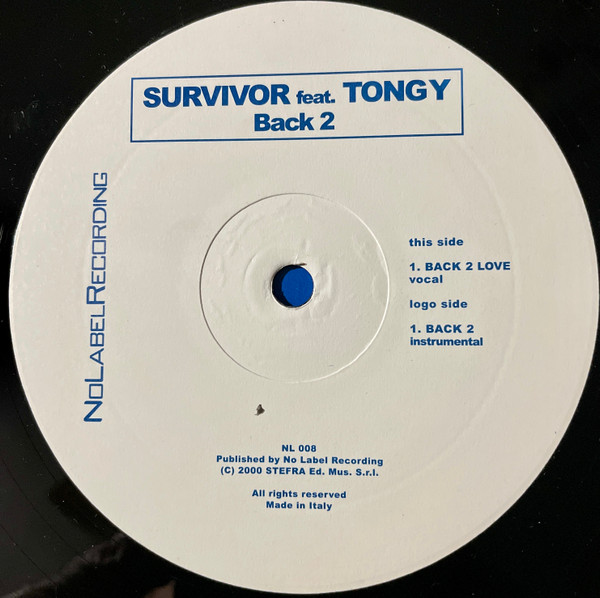 SURVIVOR feat. TONGY
Back 2
NOLABELRECORDING
this side
1. BACK 2 LOVE
vocal
logo side
1. BACK 2
instrumental
NL 008
Published by No Label Recording
(C) 2000 STEFRA Ed. Mus. S.r.l.
All rights reserved
Made in Italy